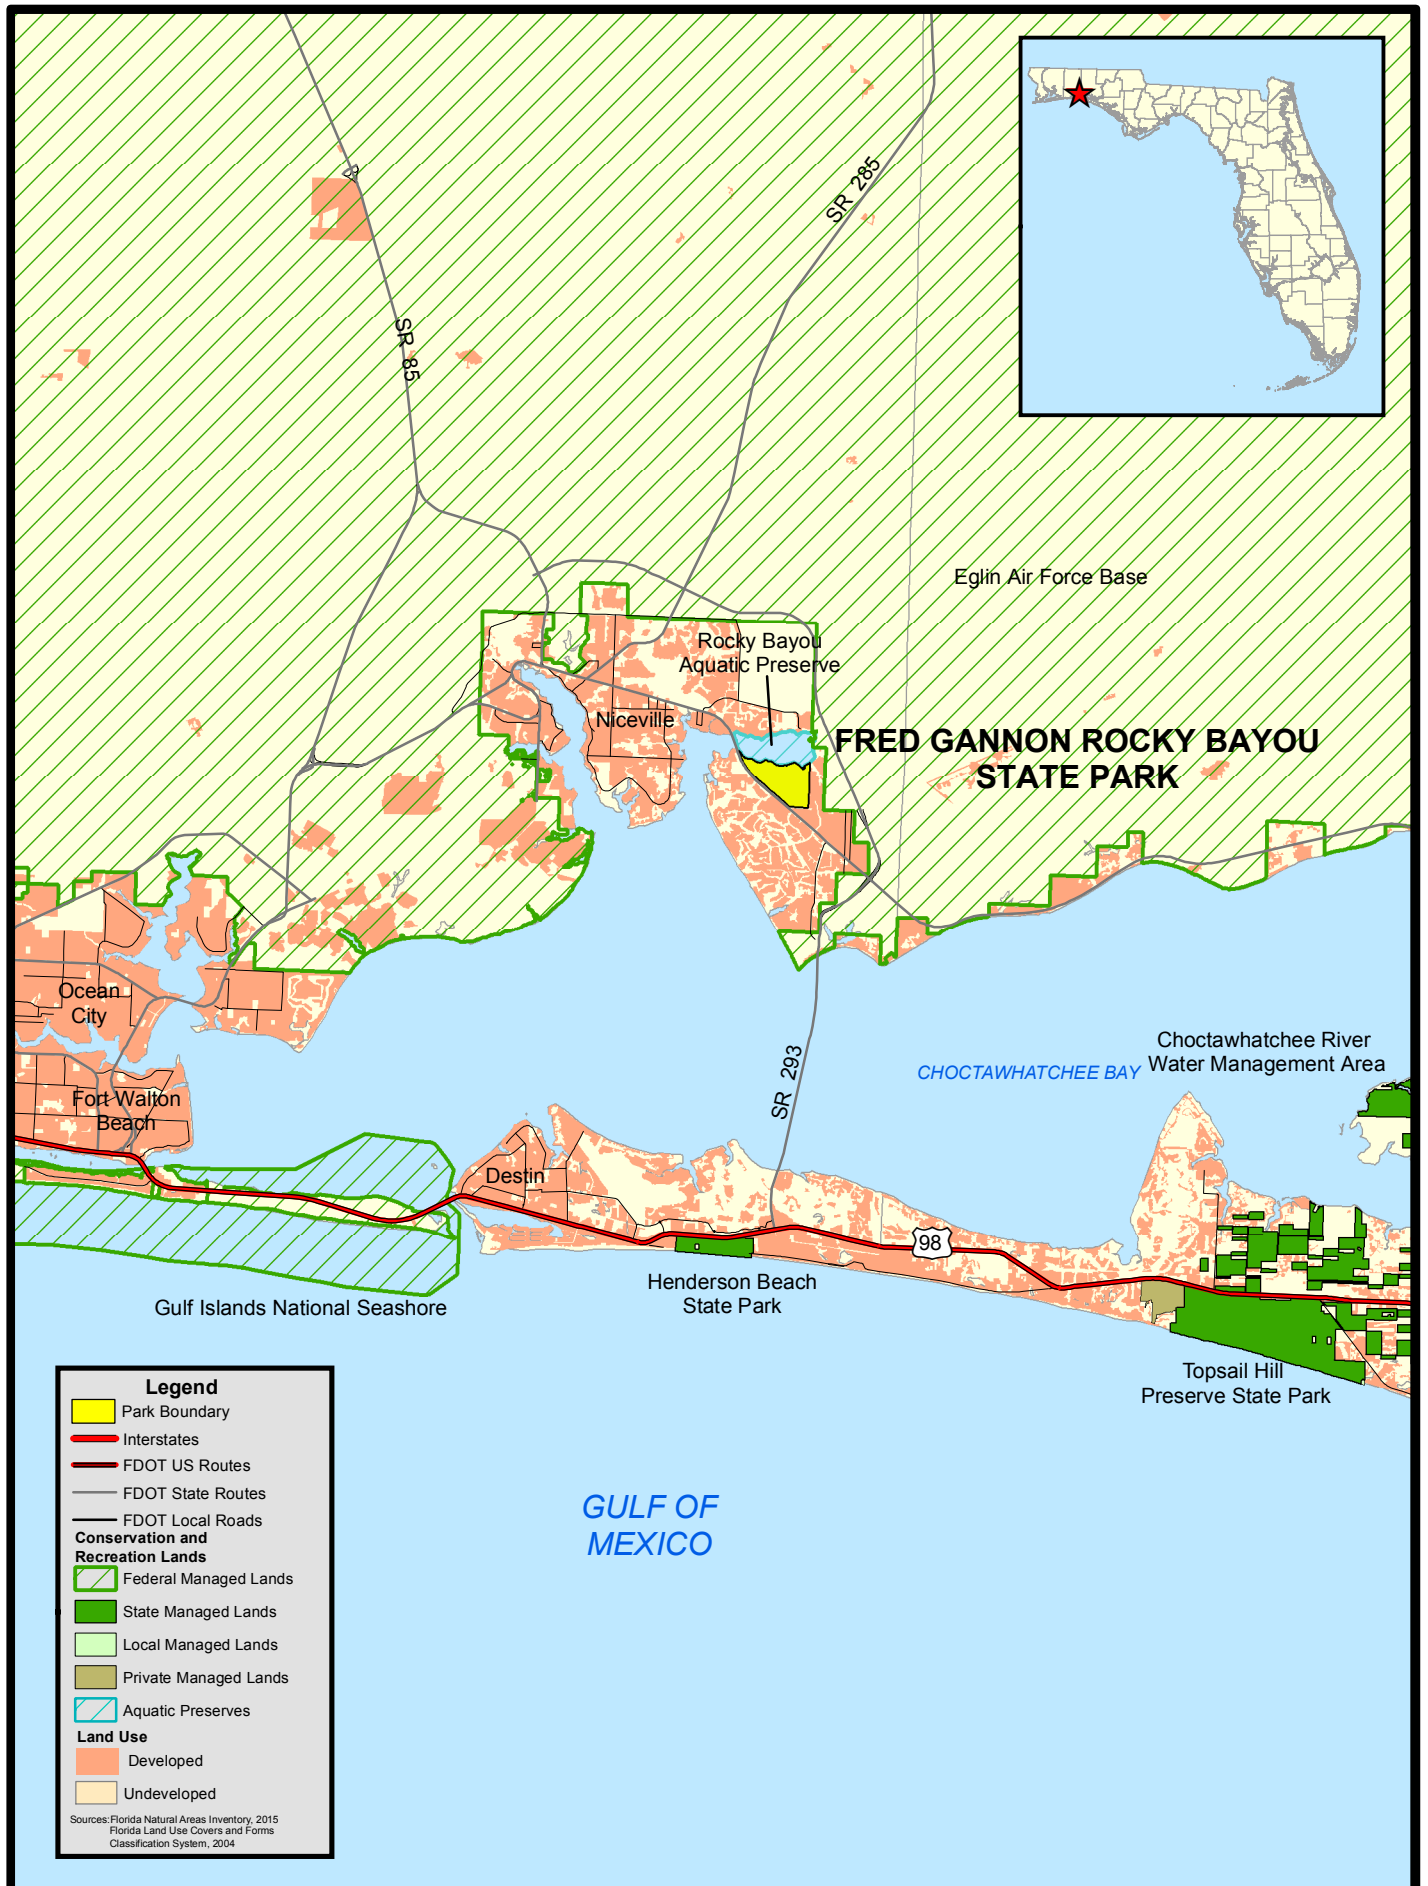 SR 285
SR 85
Eglin Air Force Base
Rocky Bayou
Aquatic Preserve
Niceville
FRED GANNON ROCKY BAYOU
STATE PARK
Ocean
City
Choctawhatchee River
Water Management Area
CHOCTAWHATCHEE BAY
SR 293
Fort Walton
Beach
Destin
98
Henderson Beach
State Park
Gulf Islands National Seashore
Topsail Hill
Preserve State Park
GULF OF
MEXICO
Legend
Park Boundary
Interstates
FDOT US Routes
FDOT State Routes
FDOT Local Roads
Conservation and
Recreation Lands
Federal Managed Lands
State Managed Lands
Local Managed Lands
Private Managed Lands
Aquatic Preserves
Land Use
Developed
Undeveloped
Sources:Florida Natural Areas Inventory, 2015
Florida Land Use Covers and Forms
Classification System, 2004